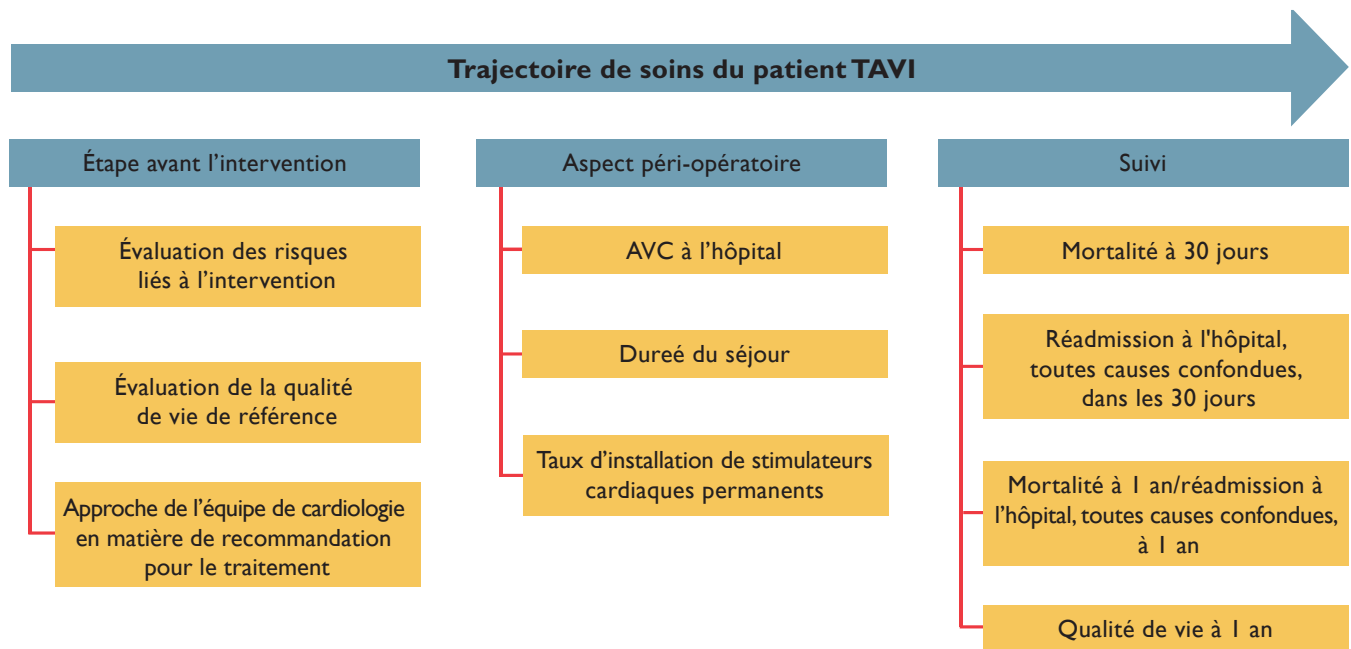 Trajectoire de soins du patient TAVI
Étape avant l’intervention
Évaluation des risques
liés à l’intervention
Évaluation de la qualité
de vie de référence
Approche de l’équipe de cardiologie
en matière de recommandation
pour le traitement
Aspect péri-opératoire
AVC à l’hôpital
Dureé du séjour
Taux d’installation de stimulateurs
cardiaques permanents
Suivi
Mortalité à 30 jours
Réadmission à l'hôpital,
toutes causes confondues,
dans les 30 jours
Mortalité à 1 an/réadmission à
l’hôpital, toutes causes confondues,
à 1 an
Qualité de vie à 1 an